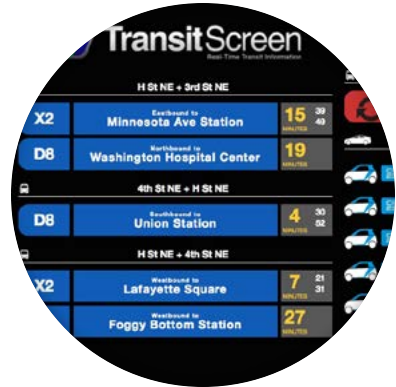 TransitScreen
Real-Time Transit Information
H St NE + 3rd St NE
X2
Eastbound to
Minnesota Ave Station
15
MINUTES
39
49
D8
Northbound to
Washington Hospital Center
19
MINUTES
4th St NE + H St NE
D8
Southbound to
Union Station
4
MINUTES
30
52
H St NE + 4th St NE
X2
Westbound to
Lafayette Square
7
MINUTES
21
31
Westbound to
Foggy Bottom Station
27
MINUTES